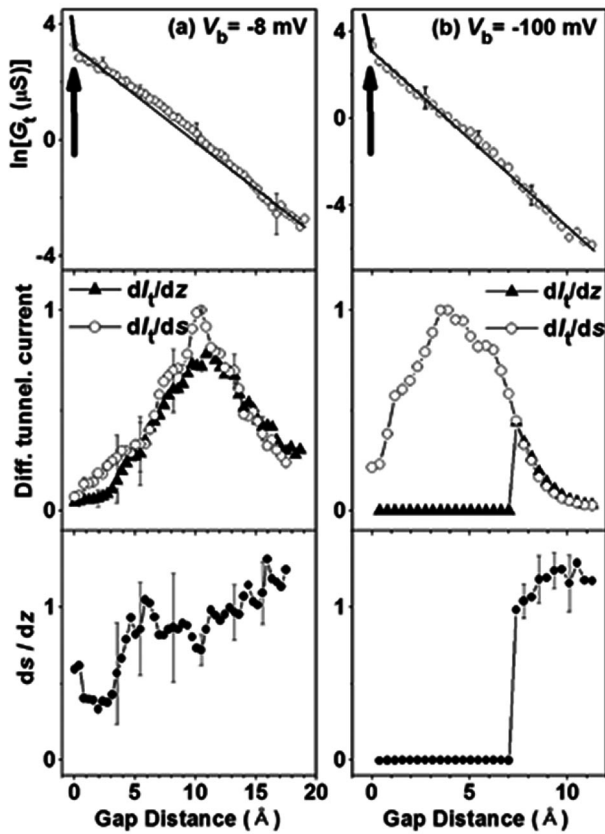 (a) V_b = -8 mV
(b) V_b = -100 mV
ln[G_t (μS)]
4
0
-4
4
0
-4
Diff. tunnel. current
1
0
dI_t/dz
dI_t/ds
1
0
dI_t/dz
dI_t/ds
ds / dz
1
0
0 5 10 15 20
Gap Distance (Å)
1
0
0 5 10
Gap Distance (Å)